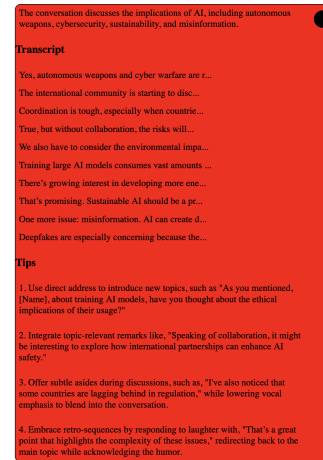 The conversation discusses the implications of AI, including autonomous
weapons, cybersecurity, sustainability, and misinformation.
Transcript
Yes, autonomous weapons and cyber warfare are r...
The international community is starting to disc...
Coordination is tough, especially when countrie...
True, but without collaboration, the risks will...
We also have to consider the environmental impa...
Training large AI models consumes vast amounts ...
There's growing interest in developing more ene...
That's promising. Sustainable AI should be a pr...
One more issue: misinformation. AI can create d...
Deepfakes are especially concerning because the...
Tips
1. Use direct address to introduce new topics, such as "As you mentioned,
[Name], about training AI models, have you thought about the ethical
implications of their usage?"
2. Integrate topic-relevant remarks like, "Speaking of collaboration, it might
be interesting to explore how international partnerships can enhance AI
safety."
3. Offer subtle asides during discussions, such as, "I've also noticed that
some countries are lagging behind in regulation," while lowering vocal
emphasis to blend into the conversation.
4. Embrace retro-sequences by responding to laughter with, "That's a great
point that highlights the complexity of these issues," redirecting back to the
main topic while acknowledging the humor.